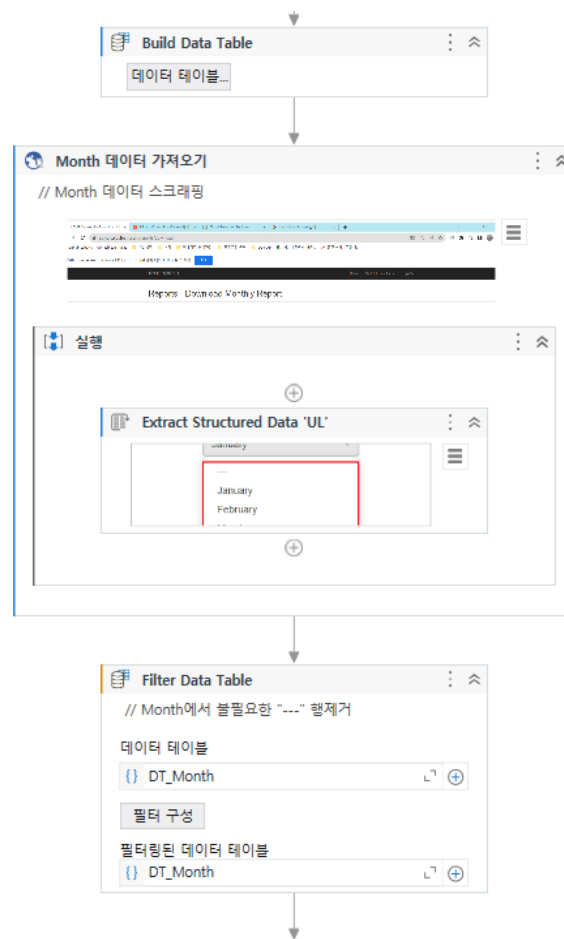 Build Data Table
데이터 테이블...
Month 데이터 가져오기
// Month 데이터 스크래핑
Reports - Download Monthly Report
실행
Extract Structured Data 'UL'
January
January
February
Filter Data Table
// Month에서 불필요한 "---" 행제거
데이터 테이블
{} DT_Month
필터 구성
필터링된 데이터 테이블
{} DT_Month